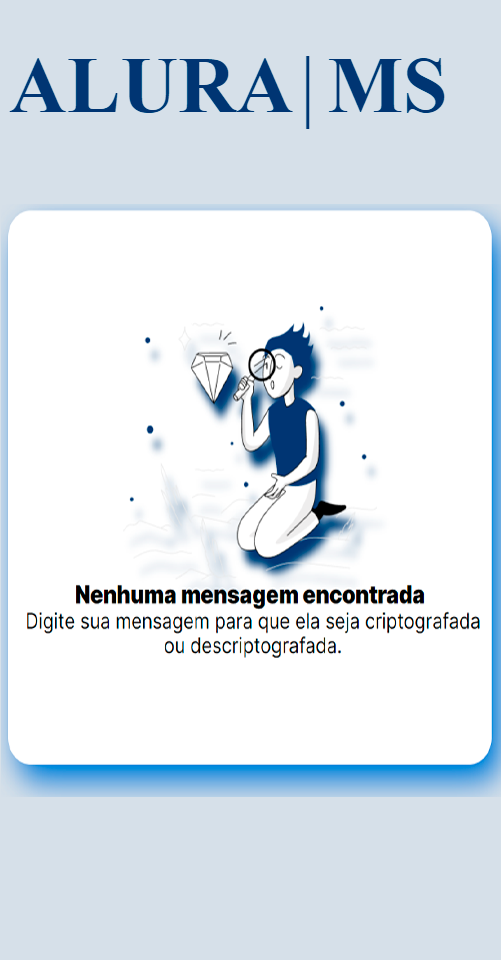 ALURA|MS
Nenhuma mensagem encontrada
Digite sua mensagem para que ela seja criptografada
ou descriptografada.